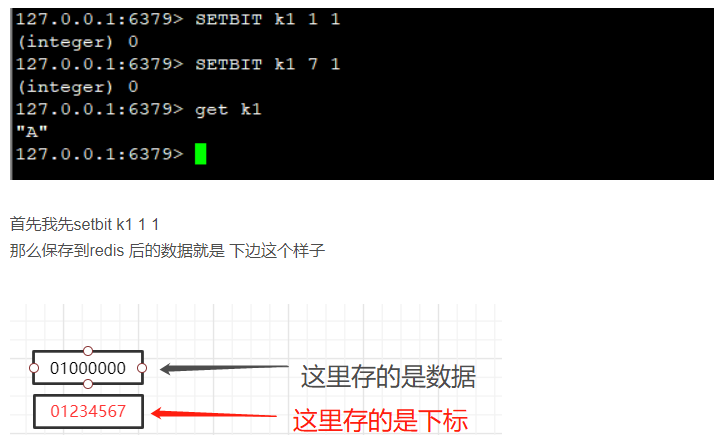 127.0.0.1:6379> SETBIT k1 1 1
(integer) 0
127.0.0.1:6379> SETBIT k1 7 1
(integer) 0
127.0.0.1:6379> get k1
"A"
127.0.0.1:6379>
首先我先setbit k1 1 1
那么保存到redis 后的数据就是 下边这个样子
01000000 这里存的是数据
01234567 这里存的是下标